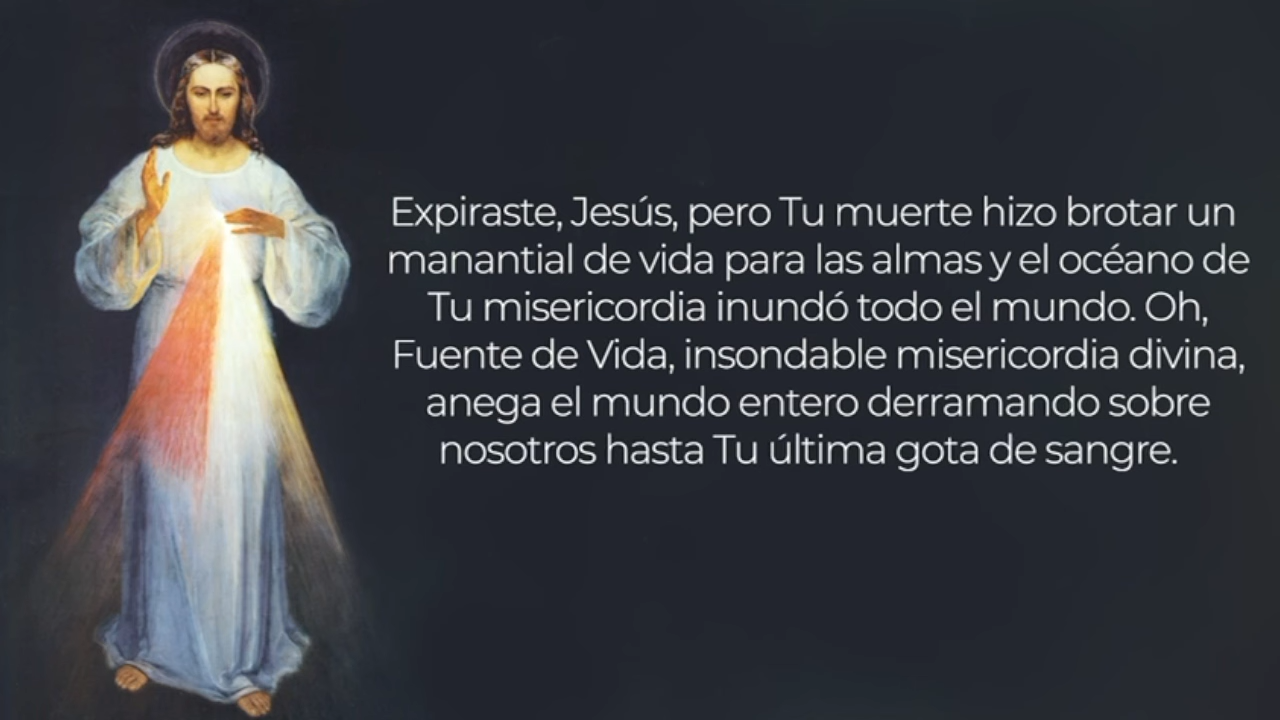 Expiraste, Jesús, pero Tu muerte hizo brotar un
manantial de vida para las almas y el océano de
Tu misericordia inundó todo el mundo. Oh,
Fuente de Vida, insondable misericordia divina,
anega el mundo entero derramando sobre
nosotros hasta Tu última gota de sangre.